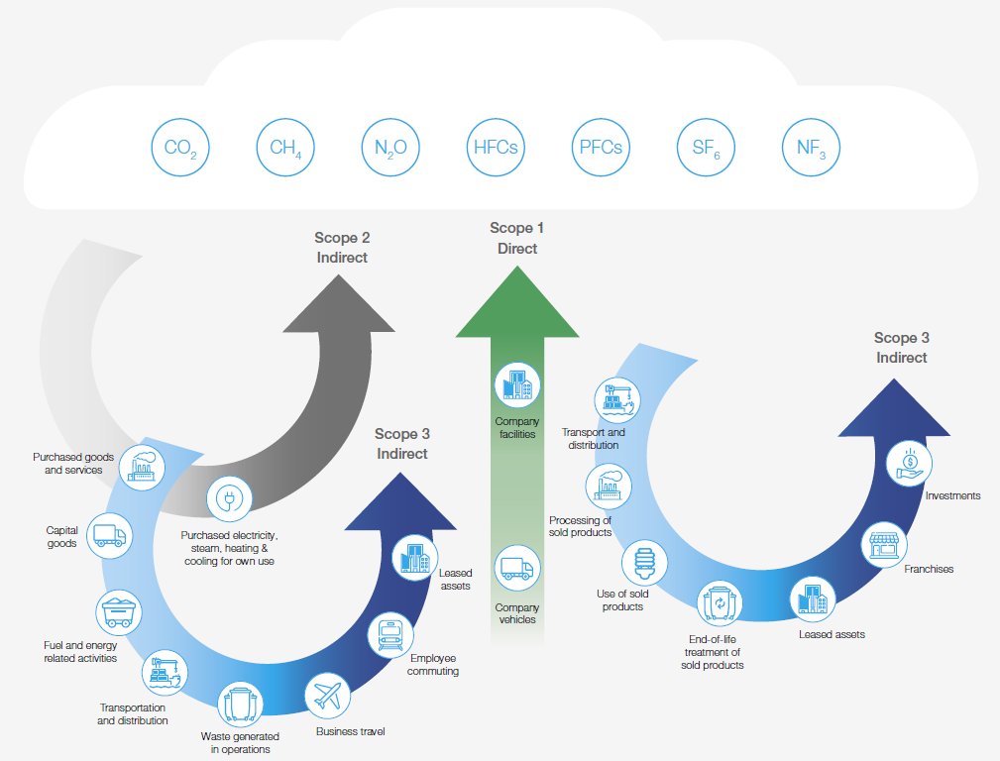 CO2
CH4
N2O
HFCs
PFCs
SF6
NF3
Scope 2
Indirect
Scope 1
Direct
Scope 3
Indirect
Scope 3
Indirect
Purchased goods
and services
Capital
goods
Fuel and energy
related activities
Transportation
and distribution
Waste generated
in operations
Business travel
Employee
commuting
Leased
assets
Purchased electricity,
steam, heating &
cooling for own use
Company
facilities
Company
vehicles
Transport and
distribution
Processing of
sold products
Use of sold
products
End-of-life
treatment of
sold products
Leased assets
Franchises
Investments